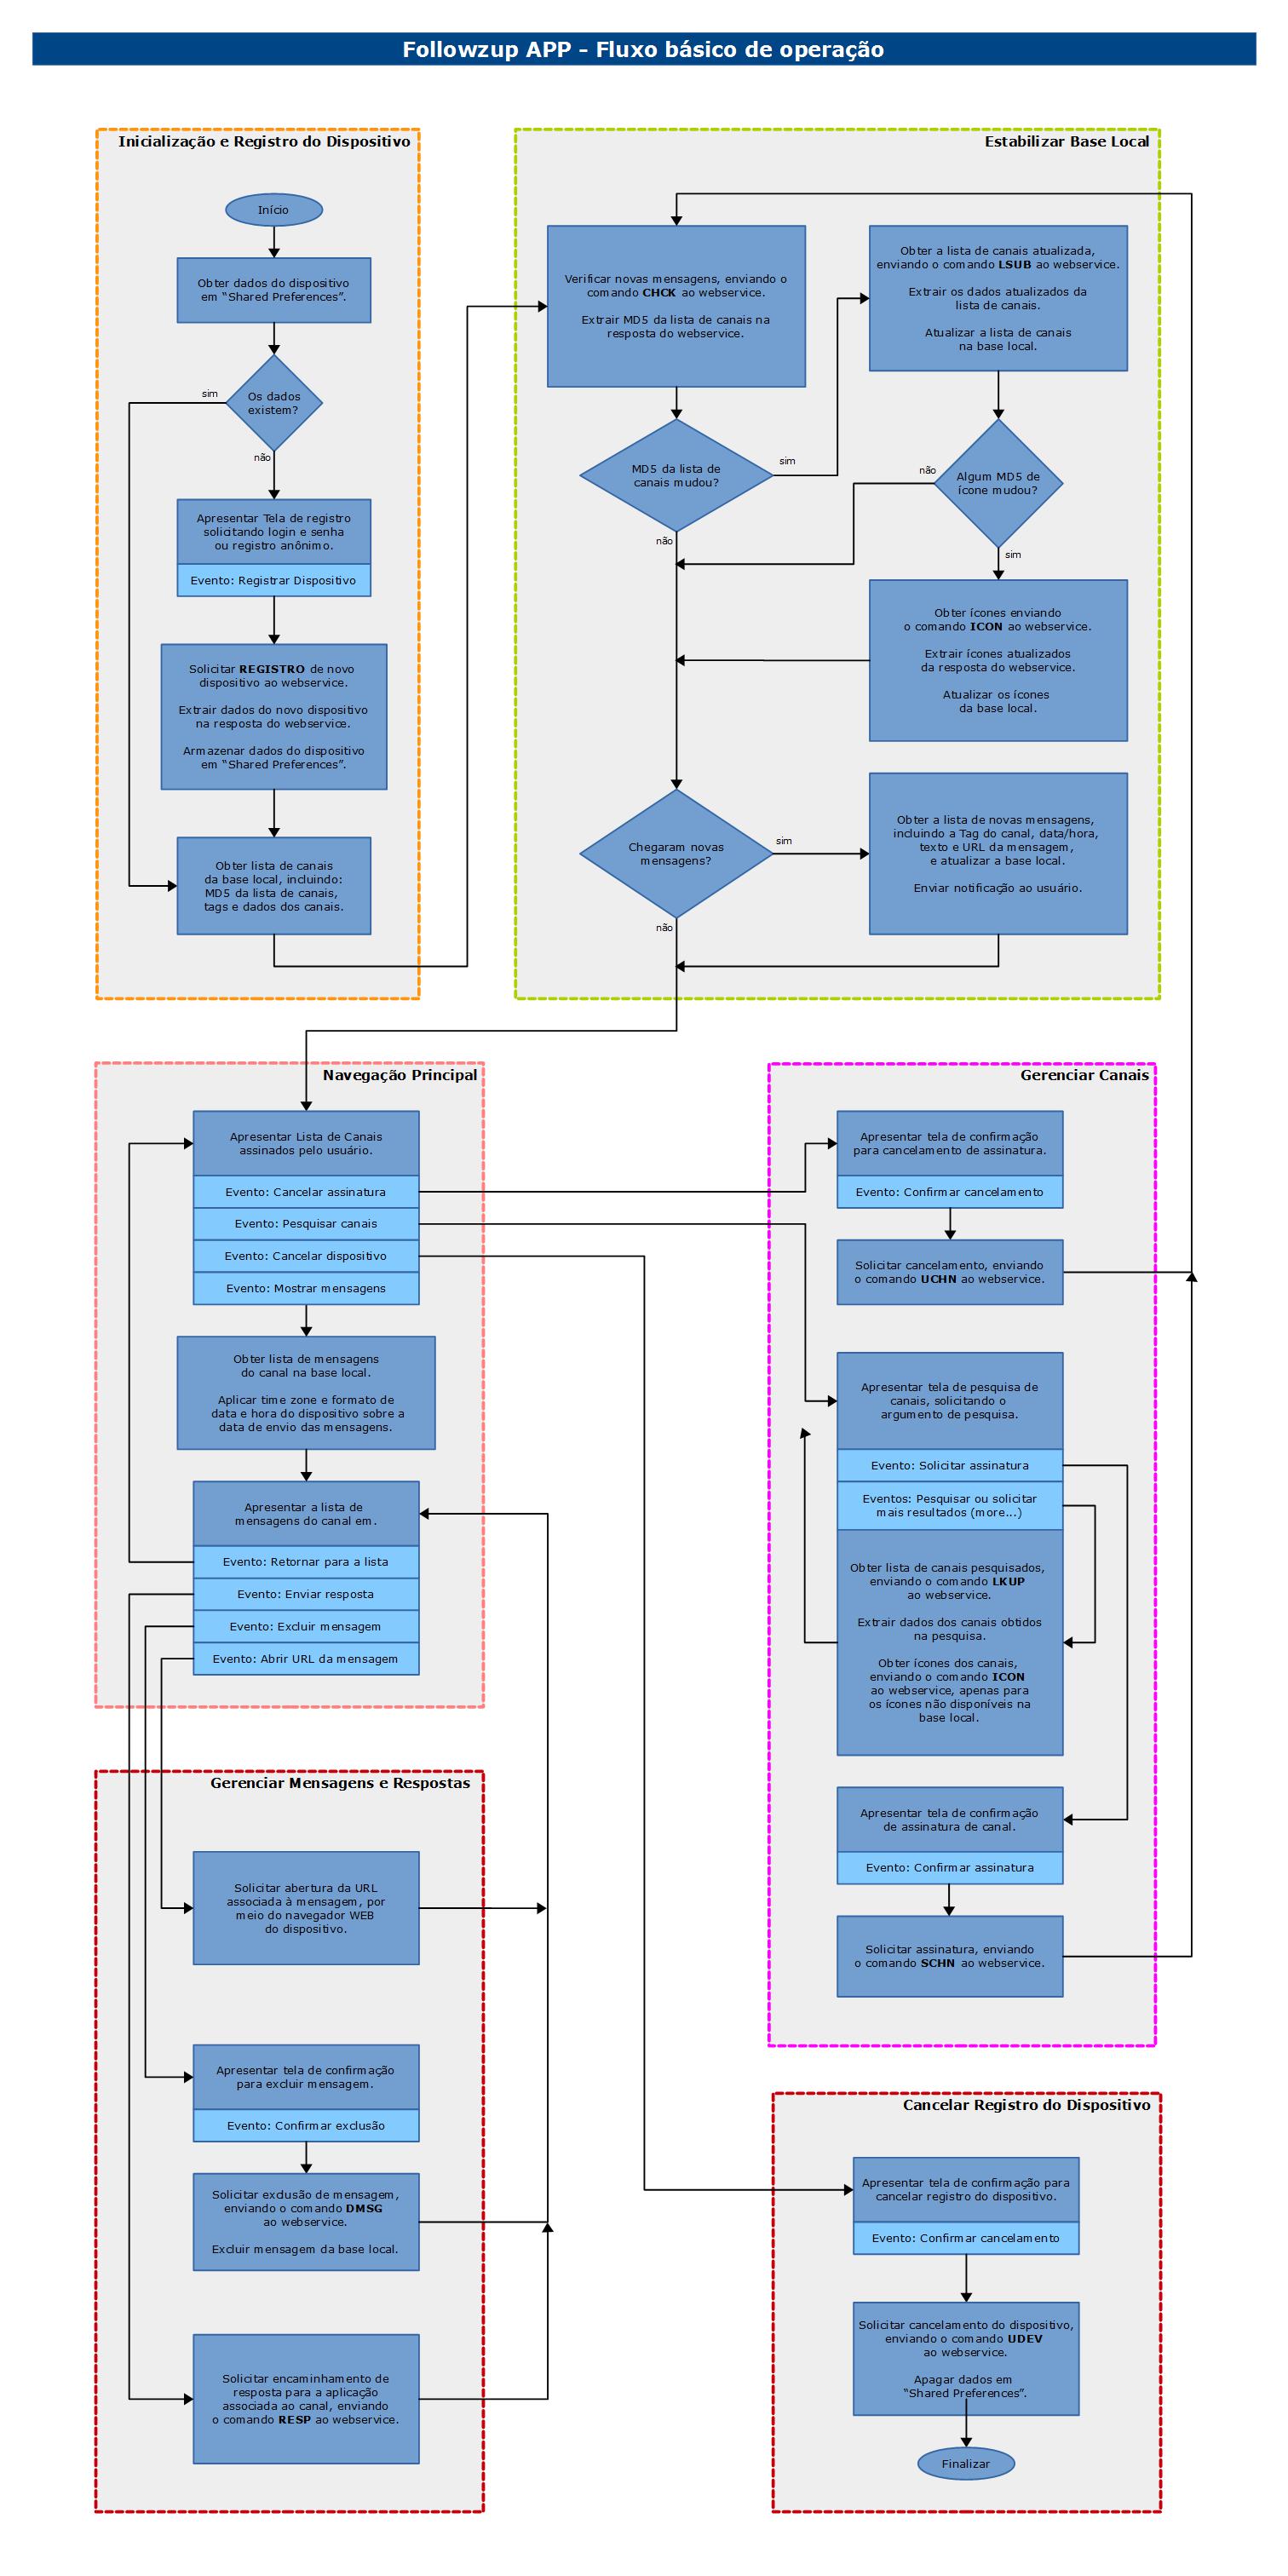 Followzup APP – Fluxo básico de operação
Inicialização e Registro do Dispositivo
Início
Obter dados do dispositivo
em “Shared Preferences”.
Os dados
existem?
sim
não
Apresentar Tela de registro
solicitando login e senha
ou registro anônimo.
Evento: Registrar Dispositivo
Solicitar REGISTRO de novo
dispositivo ao webservice.
Extrair dados do novo dispositivo
na resposta do webservice.
Armazenar dados do dispositivo
em “Shared Preferences”.
Obter lista de canais
da base local, incluindo:
MD5 da lista de canais,
tags e dados dos canais.
Estabilizar Base Local
Verificar novas mensagens, enviando o
comando CHCK ao webservice.
Extrair MD5 da lista de canais na
resposta do webservice.
MD5 da lista de
canais mudou?
sim
não
Obter a lista de canais atualizada,
enviando o comando LSUB ao webservice.
Extrair os dados atualizados da
lista de canais.
Atualizar a lista de canais
na base local.
Algum MD5 de
ícone mudou?
não
sim
Obter ícones enviando
o comando ICON ao webservice.
Extrair ícones atualizados
da resposta do webservice.
Atualizar os ícones
da base local.
Chegaram novas
mensagens?
sim
não
Obter a lista de novas mensagens,
incluindo a Tag do canal, data/hora,
texto e URL da mensagem,
e atualizar a base local.
Enviar notificação ao usuário.
Navegação Principal
Apresentar Lista de Canais
assinados pelo usuário.
Evento: Cancelar assinatura
Evento: Pesquisar canais
Evento: Cancelar dispositivo
Evento: Mostrar mensagens
Obter lista de mensagens
do canal na base local.
Aplicar time zone e formato de
data e hora do dispositivo sobre a
data de envio das mensagens.
Apresentar a lista de
mensagens do canal em.
Evento: Retornar para a lista
Evento: Enviar resposta
Evento: Excluir mensagem
Evento: Abrir URL da mensagem
Gerenciar Canais
Apresentar tela de confirmação
para cancelamento de assinatura.
Evento: Confirmar cancelamento
Solicitar cancelamento, enviando
o comando UCHN ao webservice.
Apresentar tela de pesquisa de
canais, solicitando o
argumento de pesquisa.
Evento: Solicitar assinatura
Eventos: Pesquisar ou solicitar
mais resultados (more...)
Obter lista de canais pesquisados,
enviando o comando LKUP
ao webservice.
Extrair dados dos canais obtidos
na pesquisa.
Obter ícones dos canais,
enviando o comando ICON
ao webservice, apenas para
os ícones não disponíveis na
base local.
Apresentar tela de confirmação
de assinatura de canal.
Evento: Confirmar assinatura
Solicitar assinatura, enviando
o comando SCHN ao webservice.
Gerenciar Mensagens e Respostas
Solicitar abertura da URL
associada à mensagem, por
meio do navegador WEB
do dispositivo.
Apresentar tela de confirmação
para excluir mensagem.
Evento: Confirmar exclusão
Solicitar exclusão de mensagem,
enviando o comando DMSG
ao webservice.
Excluir mensagem da base local.
Solicitar encaminhamento de
resposta para a aplicação
associada ao canal, enviando
o comando RESP ao webservice.
Cancelar Registro do Dispositivo
Apresentar tela de confirmação para
cancelar registro do dispositivo.
Evento: Confirmar cancelamento
Solicitar cancelamento do dispositivo,
enviando o comando UDEV
ao webservice.
Apagar dados em
“Shared Preferences”.
Finalizar